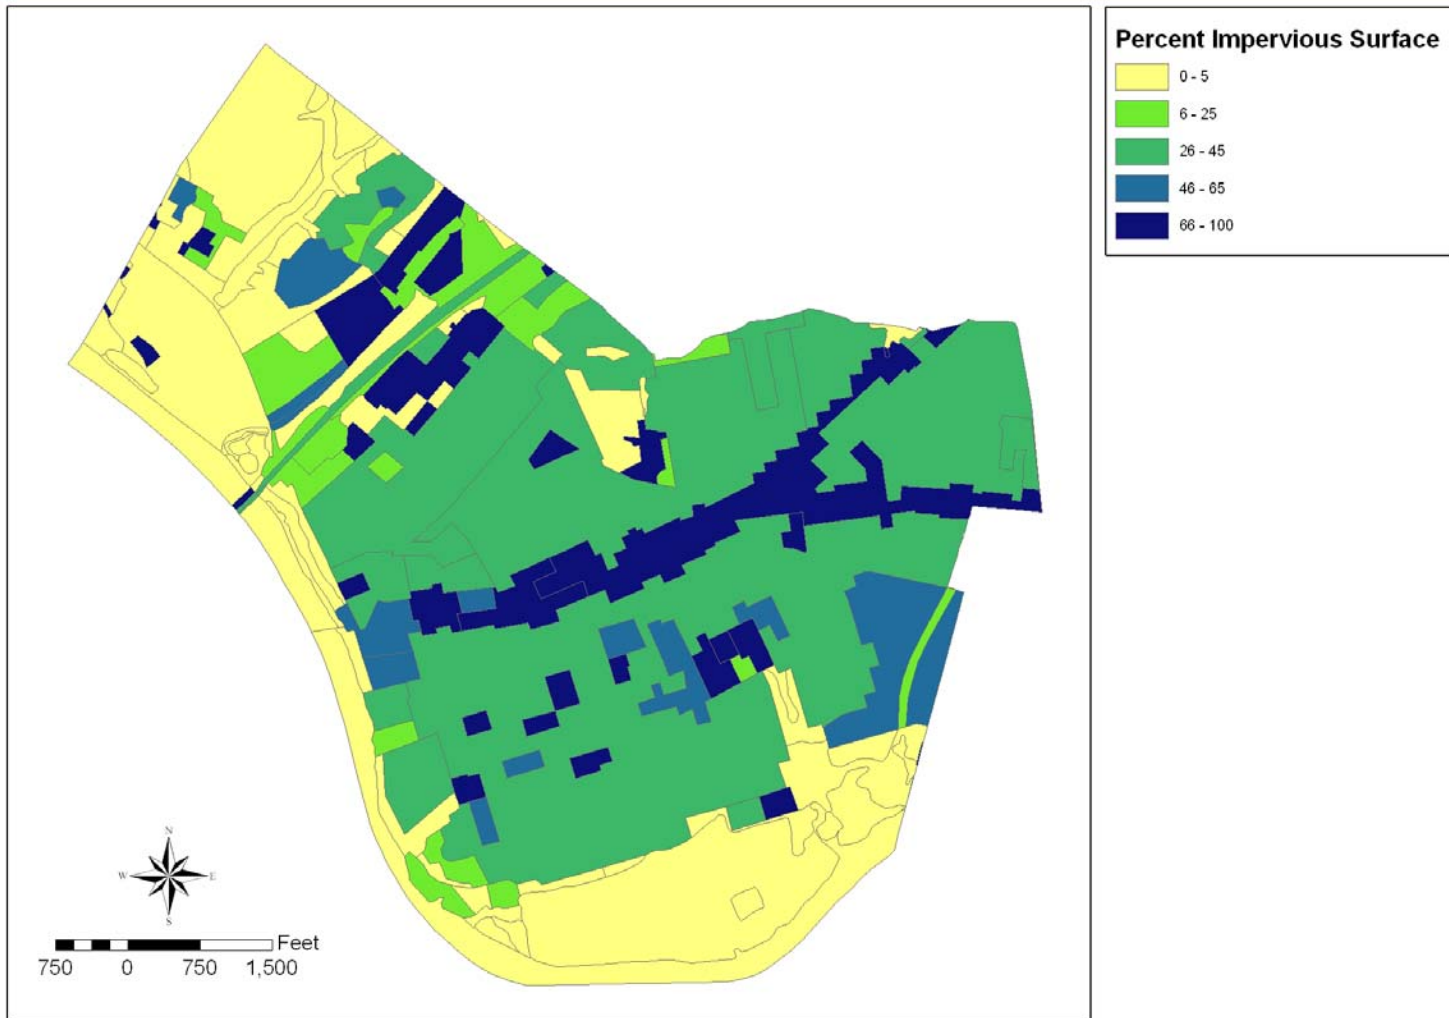 Percent Impervious Surface
0 - 5
6 - 25
26 - 45
46 - 65
66 - 100
N
W E
S
Feet
750 0 750 1,500